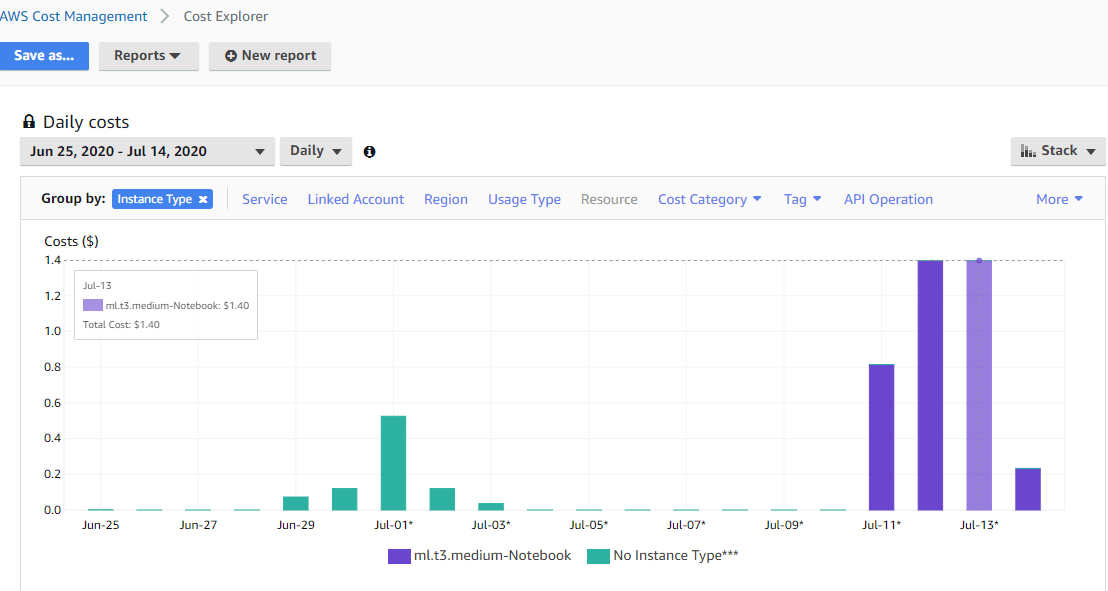 AWS Cost Management > Cost Explorer
Save as... Reports New report
Daily costs
Jun 25, 2020 - Jul 14, 2020 Daily Stack
Group by: Instance Type × Service Linked Account Region Usage Type Resource Cost Category Tag API Operation More
Costs ($)
1.4
1.2
1.0
0.8
0.6
0.4
0.2
0.0
Jul-13
ml.t3.medium-Notebook: $1.40
Total Cost: $1.40
Jun-25 Jun-27 Jun-29 Jul-01* Jul-03* Jul-05* Jul-07* Jul-09* Jul-11* Jul-13*
ml.t3.medium-Notebook No Instance Type***